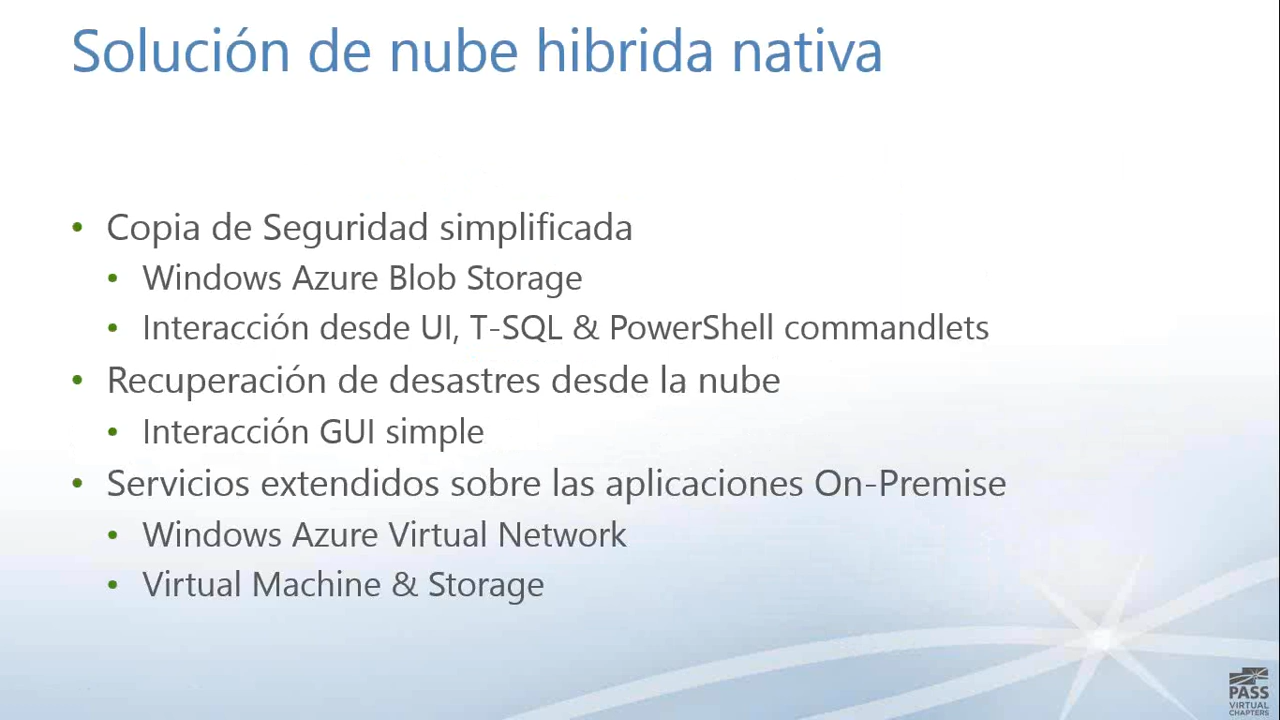 Solución de nube hibrida nativa
• Copia de Seguridad simplificada
• Windows Azure Blob Storage
• Interacción desde UI, T-SQL & PowerShell commandlets
• Recuperación de desastres desde la nube
• Interacción GUI simple
• Servicios extendidos sobre las aplicaciones On-Premise
• Windows Azure Virtual Network
• Virtual Machine & Storage
PASS
VIRTUAL
CHAPTERS